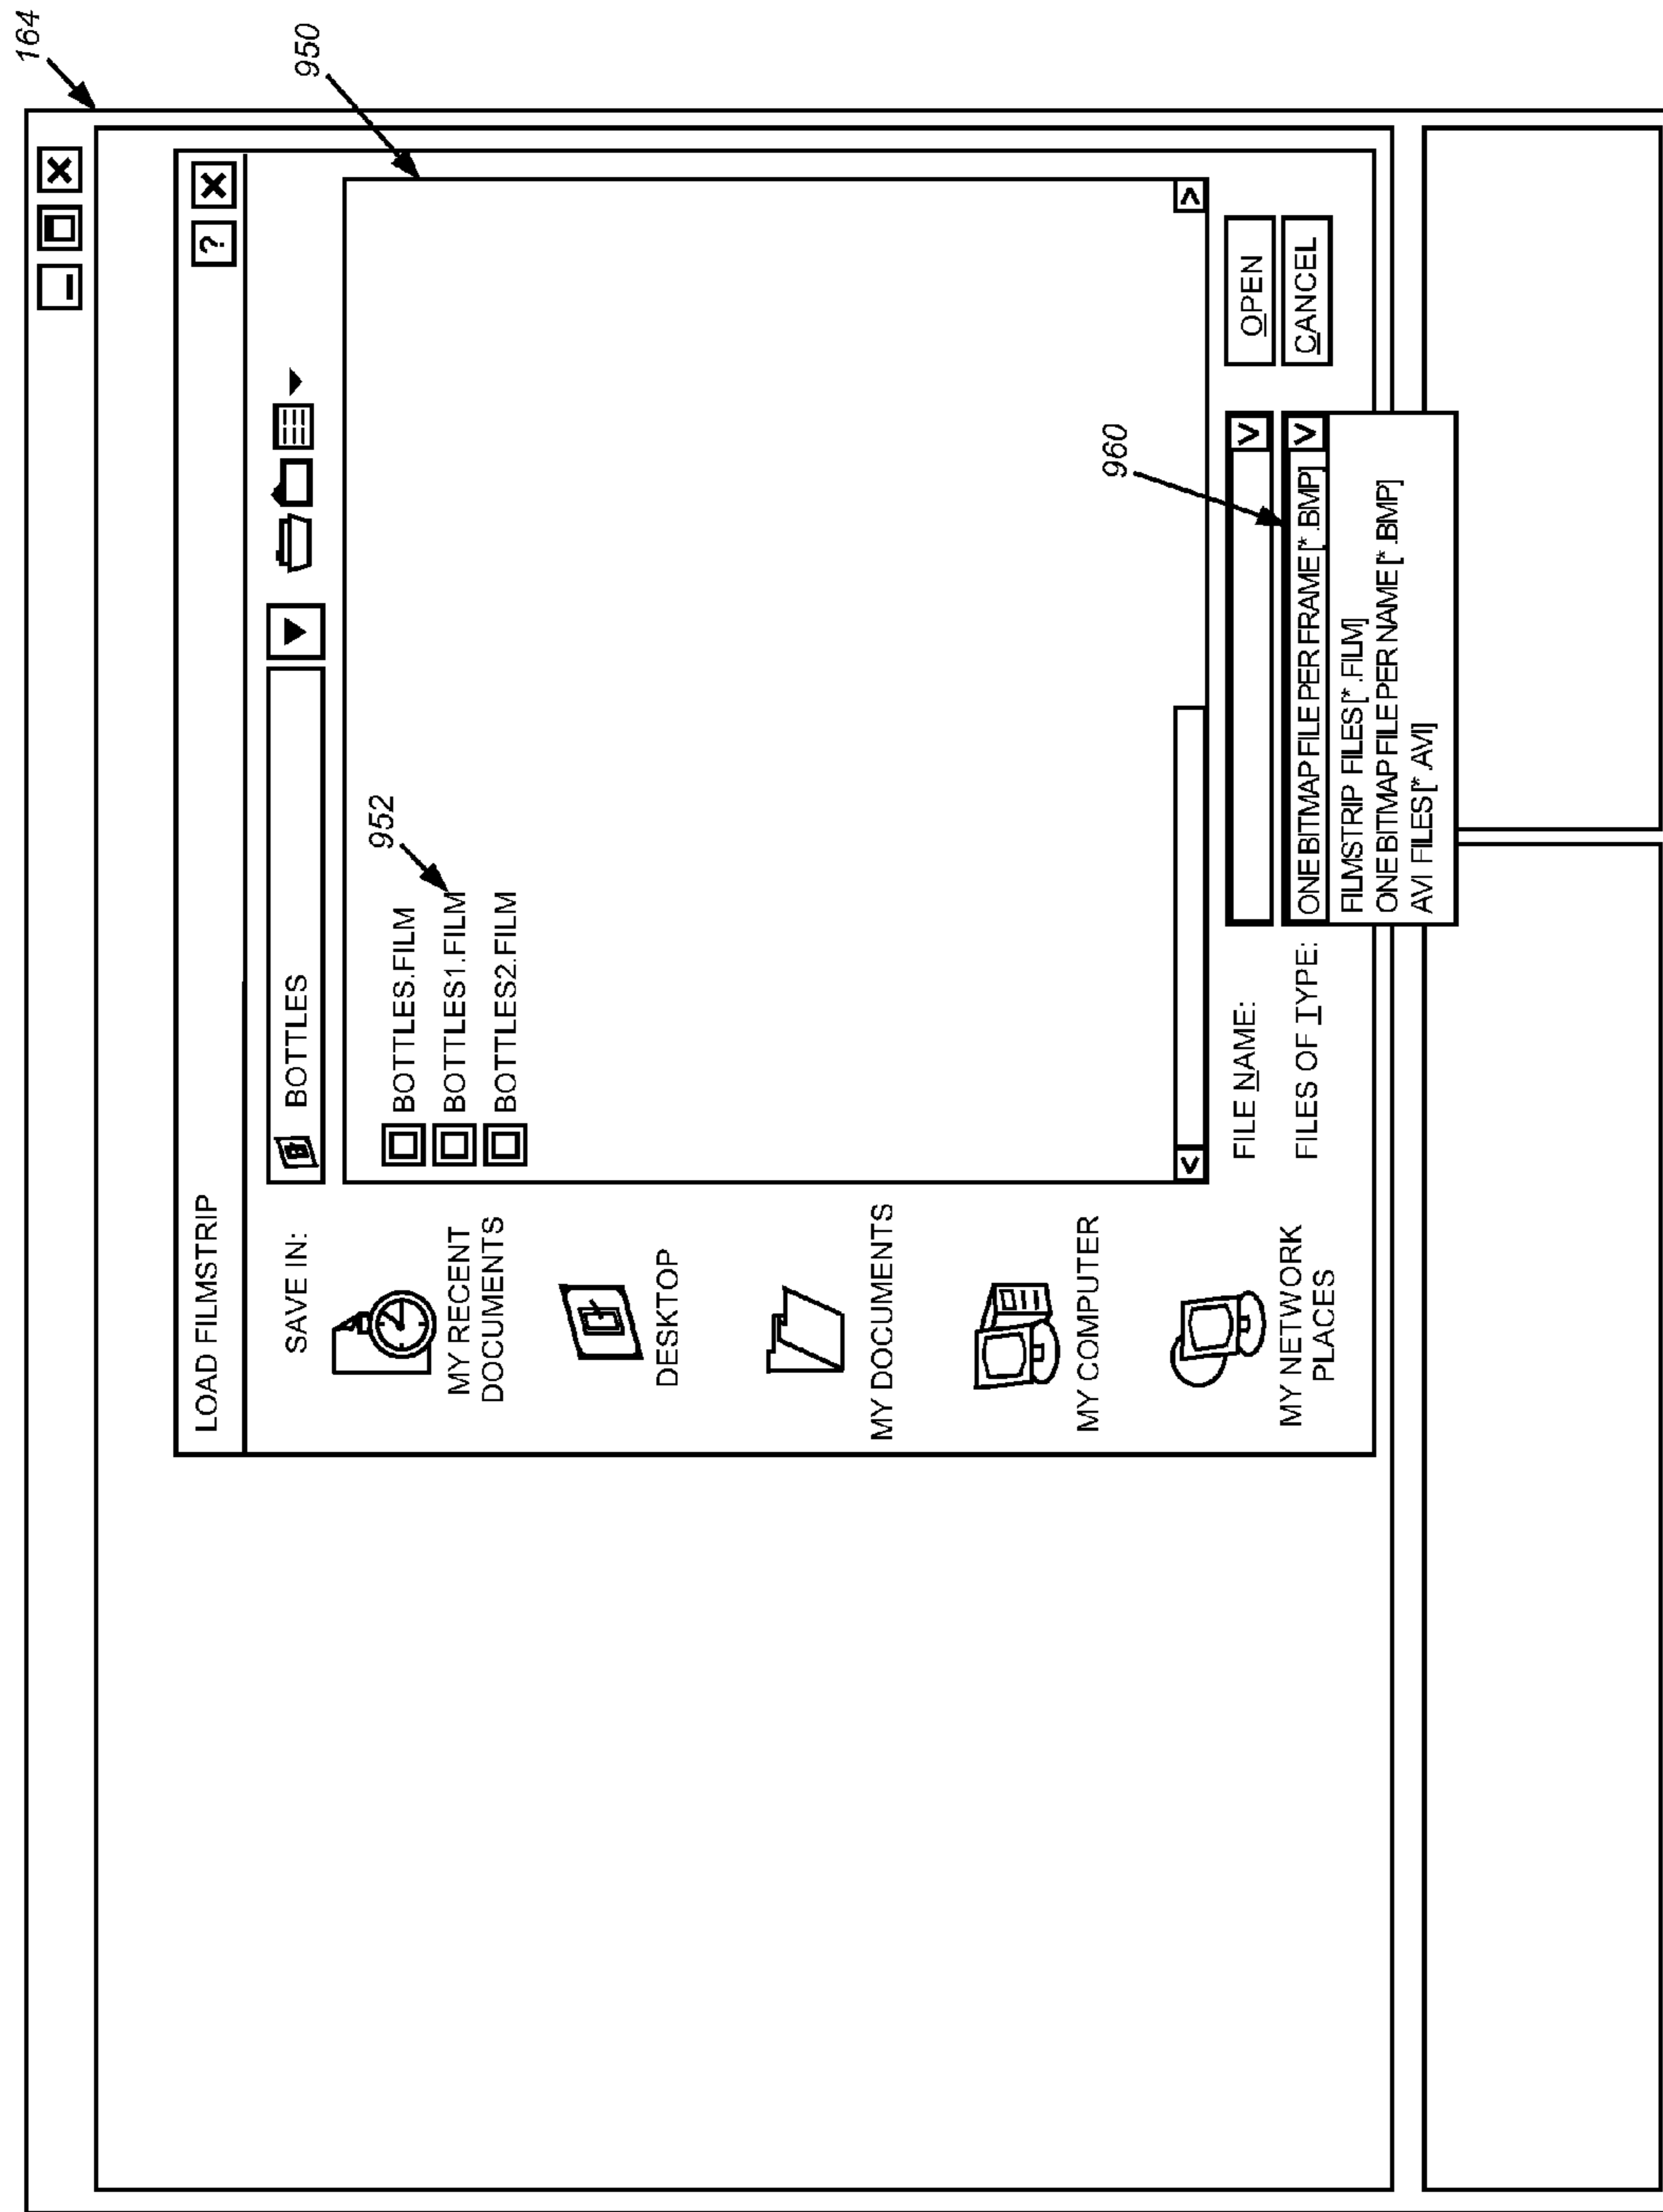 164
950
LOAD FILMSTRIP
?
SAVE IN:
BOTTLES
MY RECENT
DOCUMENTS
DESKTOP
MY DOCUMENTS
MY COMPUTER
MY NETWORK
PLACES
952
BOTTLES.FILM
BOTTLES1.FILM
BOTTLES2.FILM
960
FILE NAME:
OPEN
FILES OF TYPE:
ONE BITMAP FILE PER FRAME [*.BMP]
CANCEL
FILMSTRIP FILES [*.FILM]
ONE BITMAP FILE PER NAME [*.BMP]
AVI FILES [*.AVI]